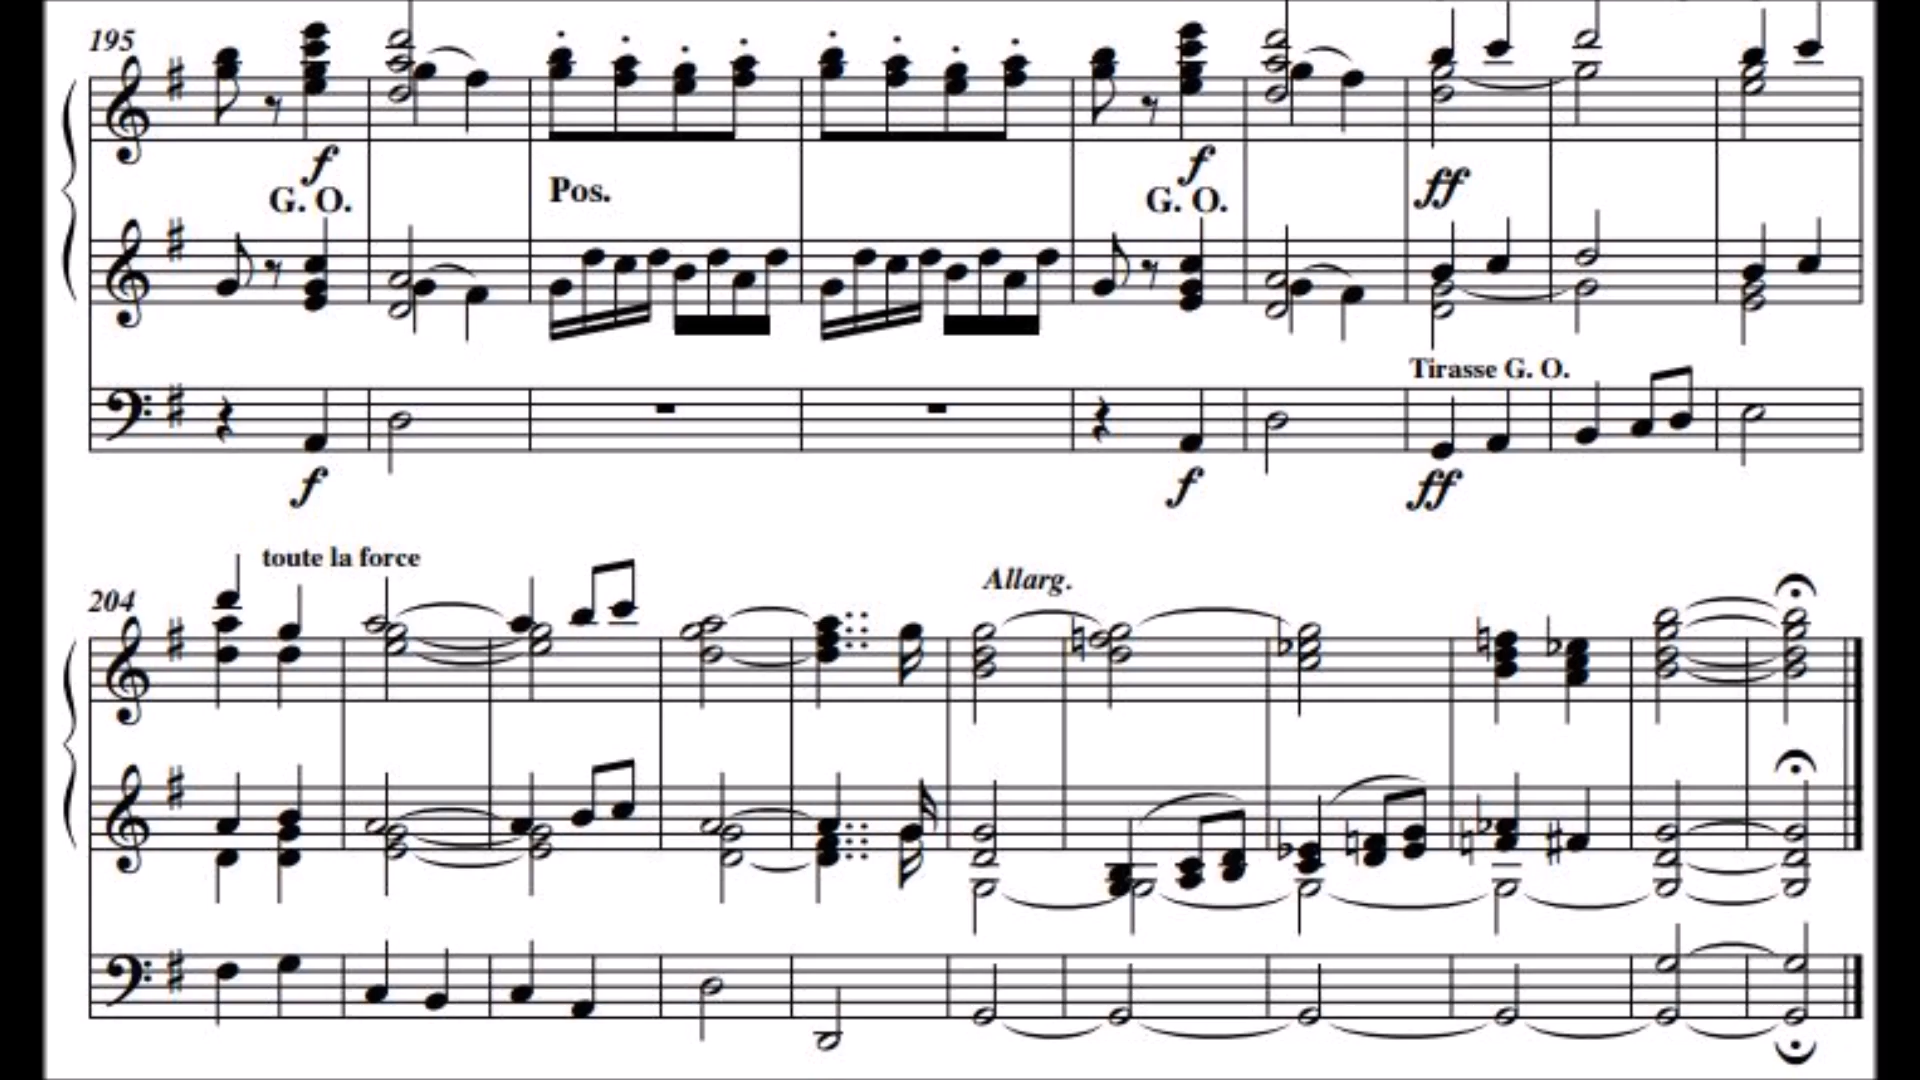 195
f f
G. O. Pos. G. O. ff
Tirasse G. O.
f f ff
toute la force
204 Allarg.